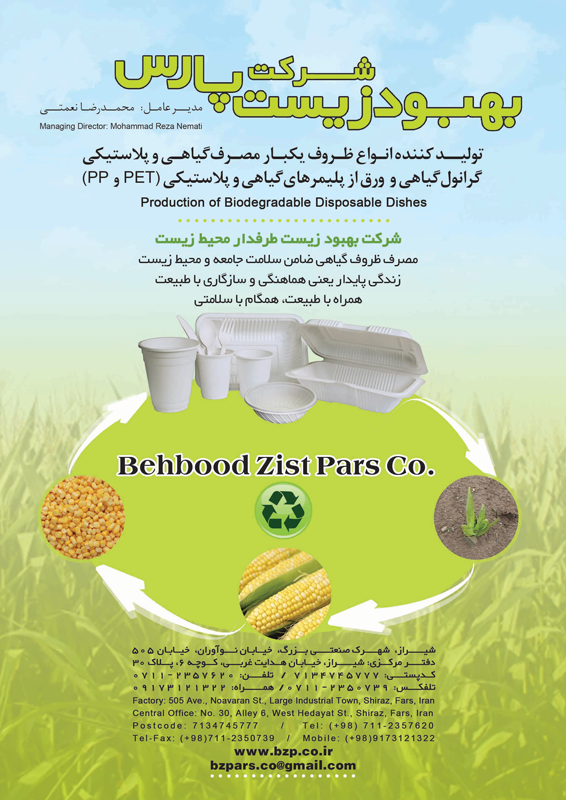 شرکت
بهبود زیست پارس
مدیرعامل: محمدرضا نعمتی
Managing Director: Mohammad Reza Nemati
تولید کننده انواع ظروف یکبار مصرف گیاهی و پلاستیکی
گرانول گیاهی و ورق از پلیمرهای گیاهی و پلاستیکی (PET و PP)
Production of Biodegradable Disposable Dishes
شرکت بهبود زیست طرفدار محیط زیست
مصرف ظروف گیاهی ضامن سلامت جامعه و محیط زیست
زندگی پایدار یعنی هماهنگی و سازگاری با طبیعت
همراه با طبیعت، همگام با سلامتی
Behbood Zist Pars Co.
شیراز، شهرک صنعتی بزرگ، خیابان نوآوران، خیابان ۵۰۵
دفتر مرکزی: شیراز، خیابان هدایت غربی، کوچه ۶، پلاک ۳۰
کدپستی: ۷۱۳۴۷۴۵۷۷۷ / تلفن: ۲۳۵۷۶۲۰-۰۷۱۱
تلفکس: ۲۳۵۰۷۳۹-۰۷۱۱ / همراه: ۰۹۱۷۳۱۲۱۳۲۲
Factory: 505 Ave., Noavaran St., Large Industrial Town, Shiraz, Fars, Iran
Central Office: No. 30, Alley 6, West Hedayat St., Shiraz, Fars, Iran
Postcode: 7134745777 / Tel: (+98) 711-2357620
Tel-Fax: (+98)711-2350739 / Mobile: (+98)9173121322
www.bzp.co.ir
bzpars.co@gmail.com